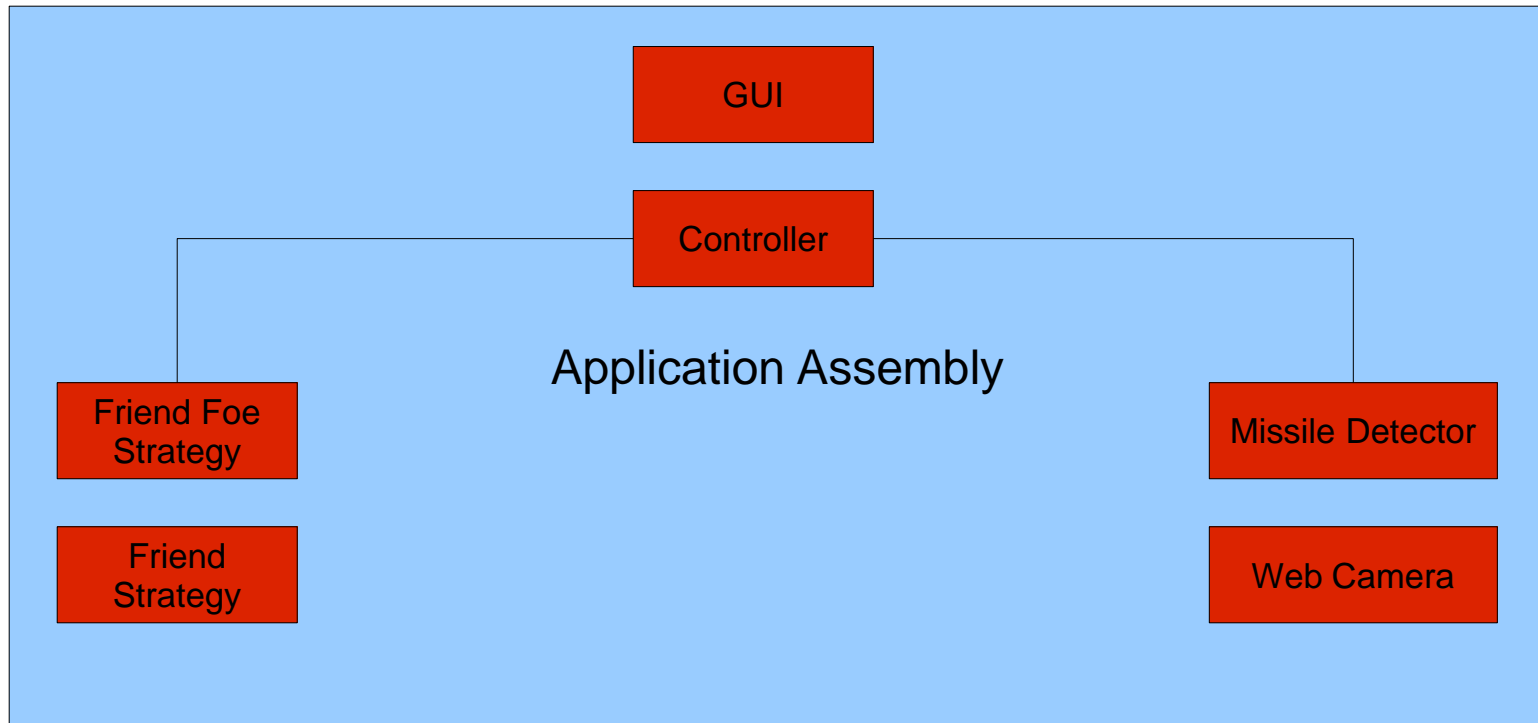 GUI
Controller
Application Assembly
Friend Foe
Strategy
Missile Detector
Friend
Strategy
Web Camera